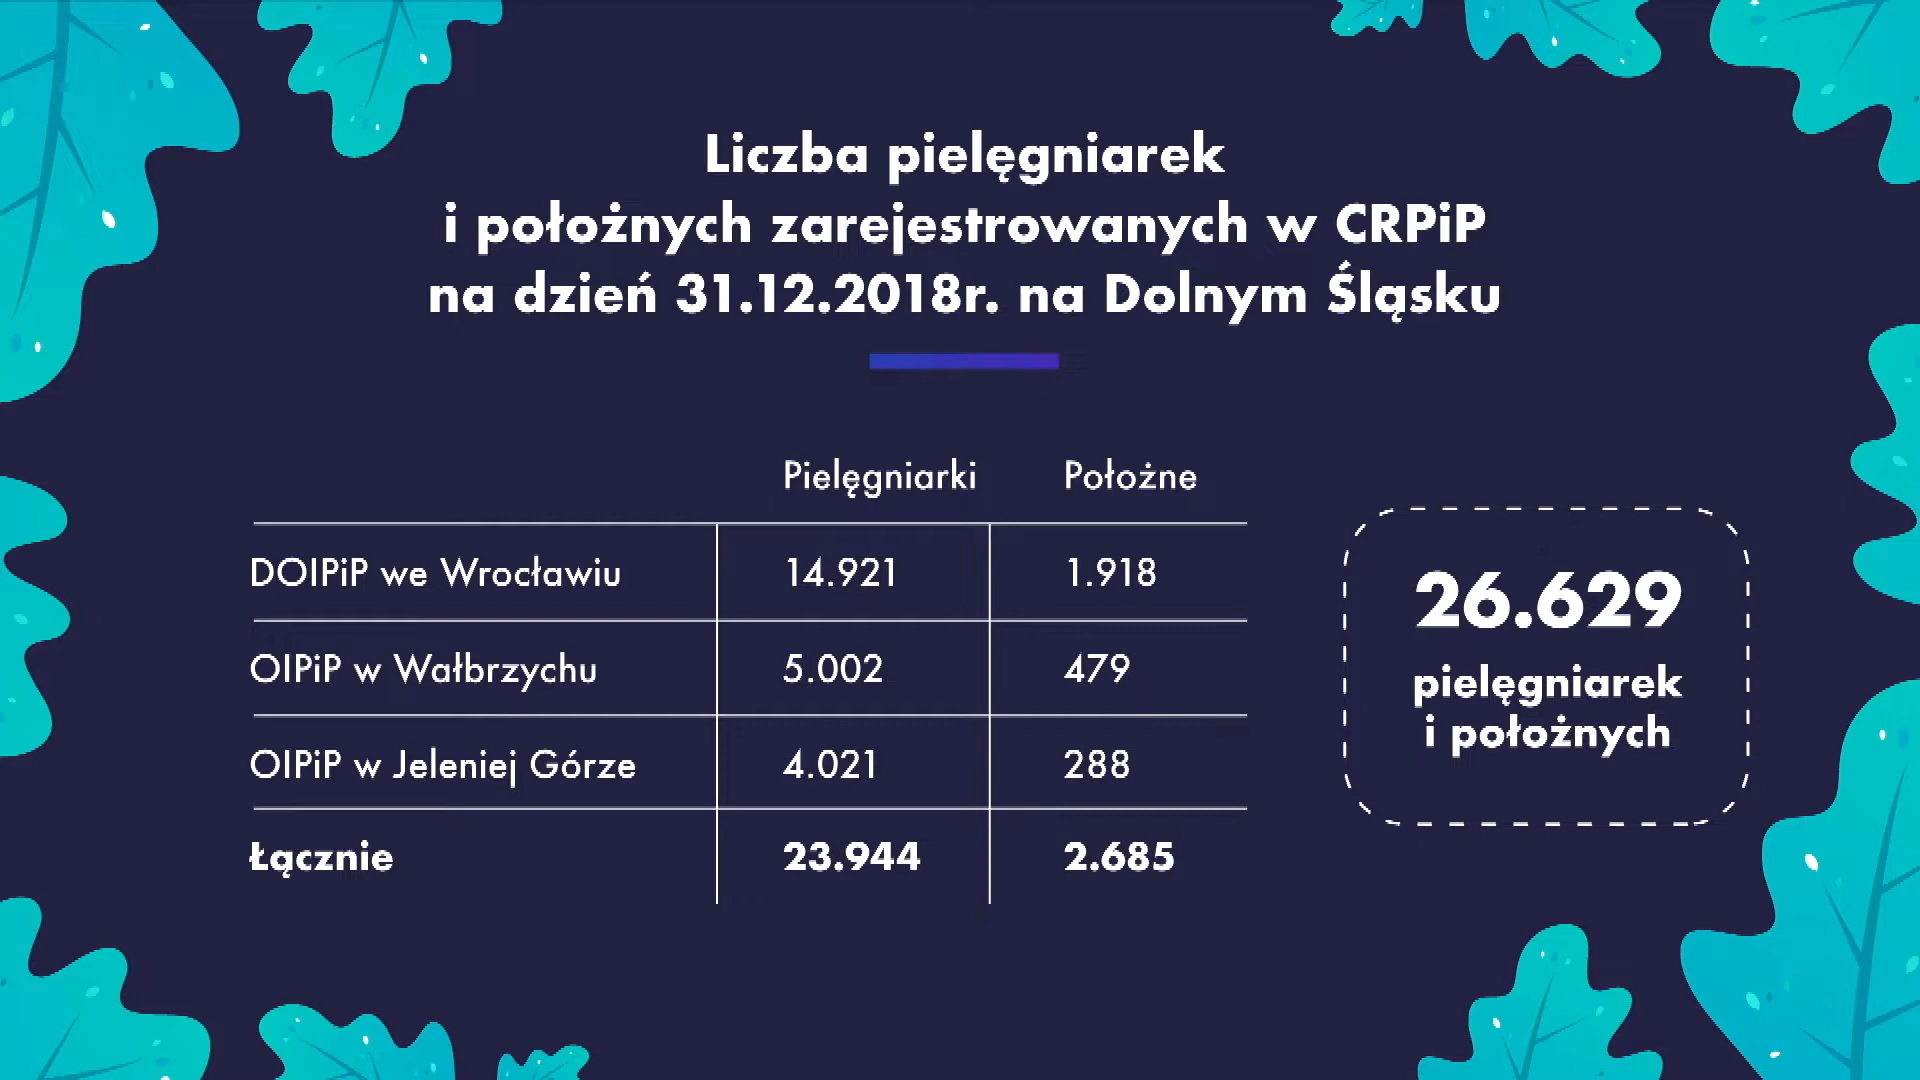 Liczba pielęgniarek
i położnych zarejestrowanych w CRPiP
na dzień 31.12.2018r. na Dolnym Śląsku
Pielęgniarki Położne
DOIPiP we Wrocławiu 14.921 1.918
OIPiP w Wałbrzychu 5.002 479
OIPiP w Jeleniej Górze 4.021 288
Łącznie 23.944 2.685
26.629
pielęgniarek
i położnych